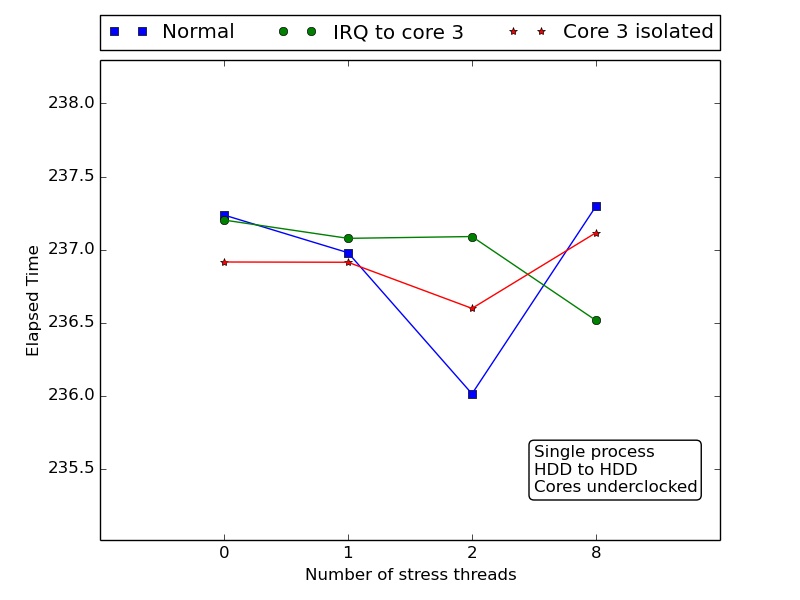 Normal IRQ to core 3 Core 3 isolated
238.0
237.5
237.0
236.5
236.0
235.5
Elapsed Time
Single process
HDD to HDD
Cores underclocked
0 1 2 8
Number of stress threads